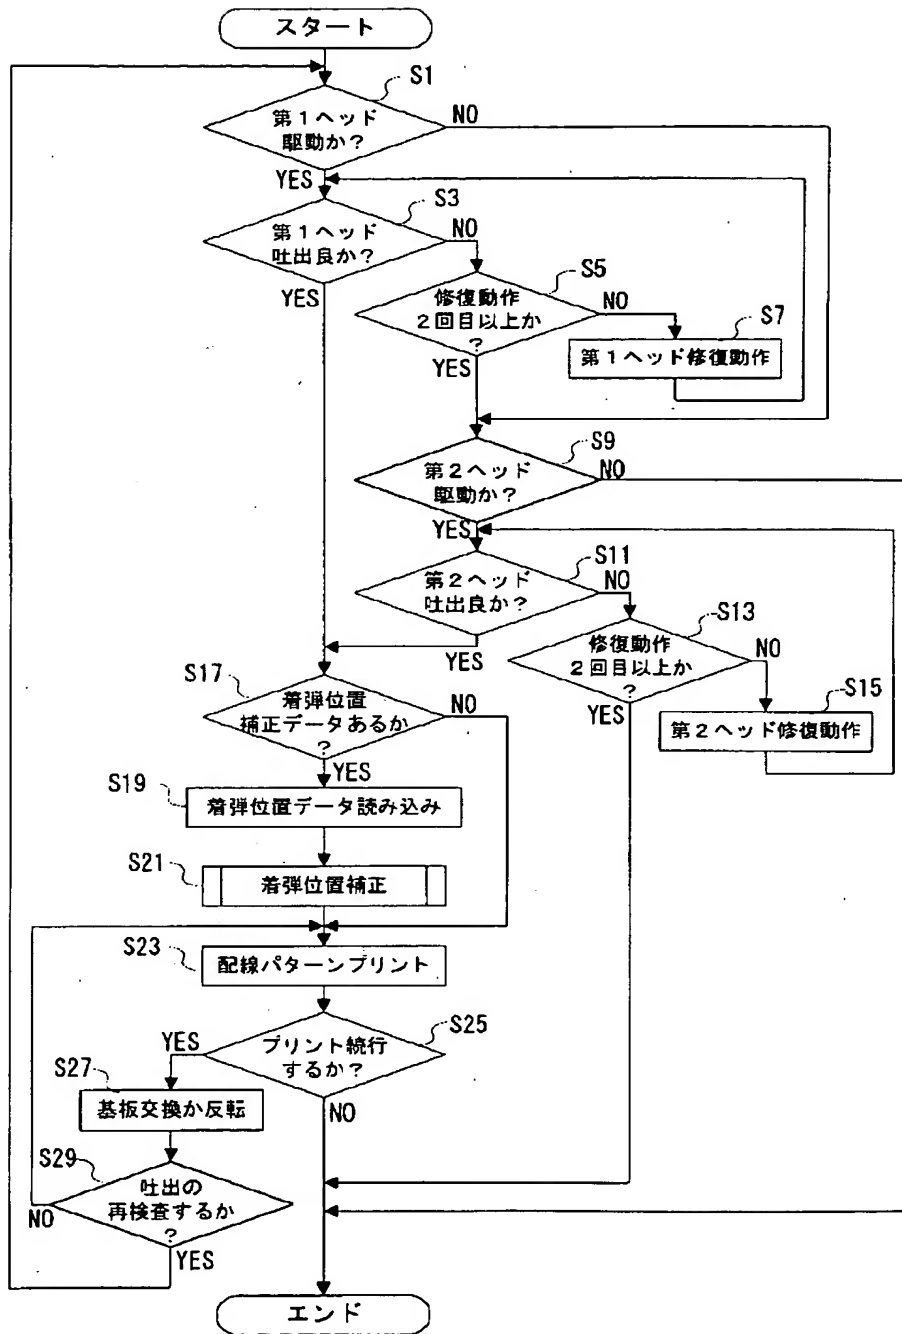 スタート
S1
第1ヘッド
駆動か?
NO
YES
S3
第1ヘッド
吐出良か?
NO
YES
S5
修復動作
2回目以上か
?
NO
YES
S7
第1ヘッド修復動作
S9
第2ヘッド
駆動か?
NO
YES
S11
第2ヘッド
吐出良か?
NO
YES
S13
修復動作
2回目以上か
?
NO
YES
S15
第2ヘッド修復動作
S17
着弾位置
補正データあるか
?
NO
YES
S19
着弾位置データ読み込み
S21
着弾位置補正
S23
配線パターンプリント
S25
プリント続行
するか?
YES
NO
S27
基板交換か反転
S29
吐出の
再検査するか
?
NO
YES
エンド